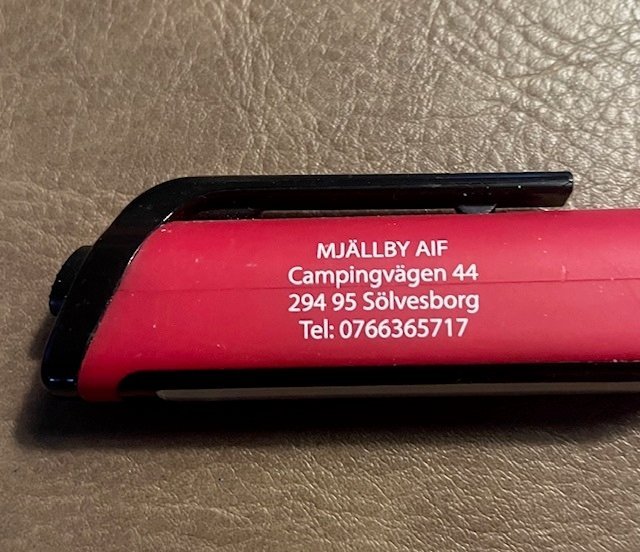 MJÄLLBY AIF
Campingvägen 44
294 95 Sölvesborg
Tel: 0766365717